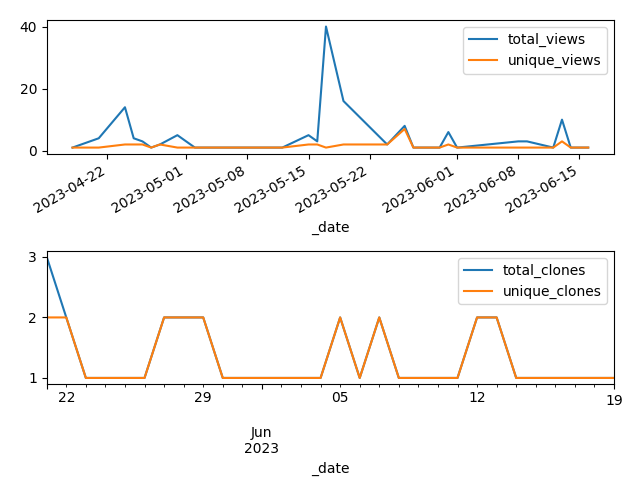 40
20
0
total_views
unique_views
2023-04-22
2023-05-01
2023-05-08
2023-05-15
2023-05-22
2023-06-01
2023-06-08
2023-06-15
_date
3
2
1
total_clones
unique_clones
22
29
05
12
19
Jun
2023
_date